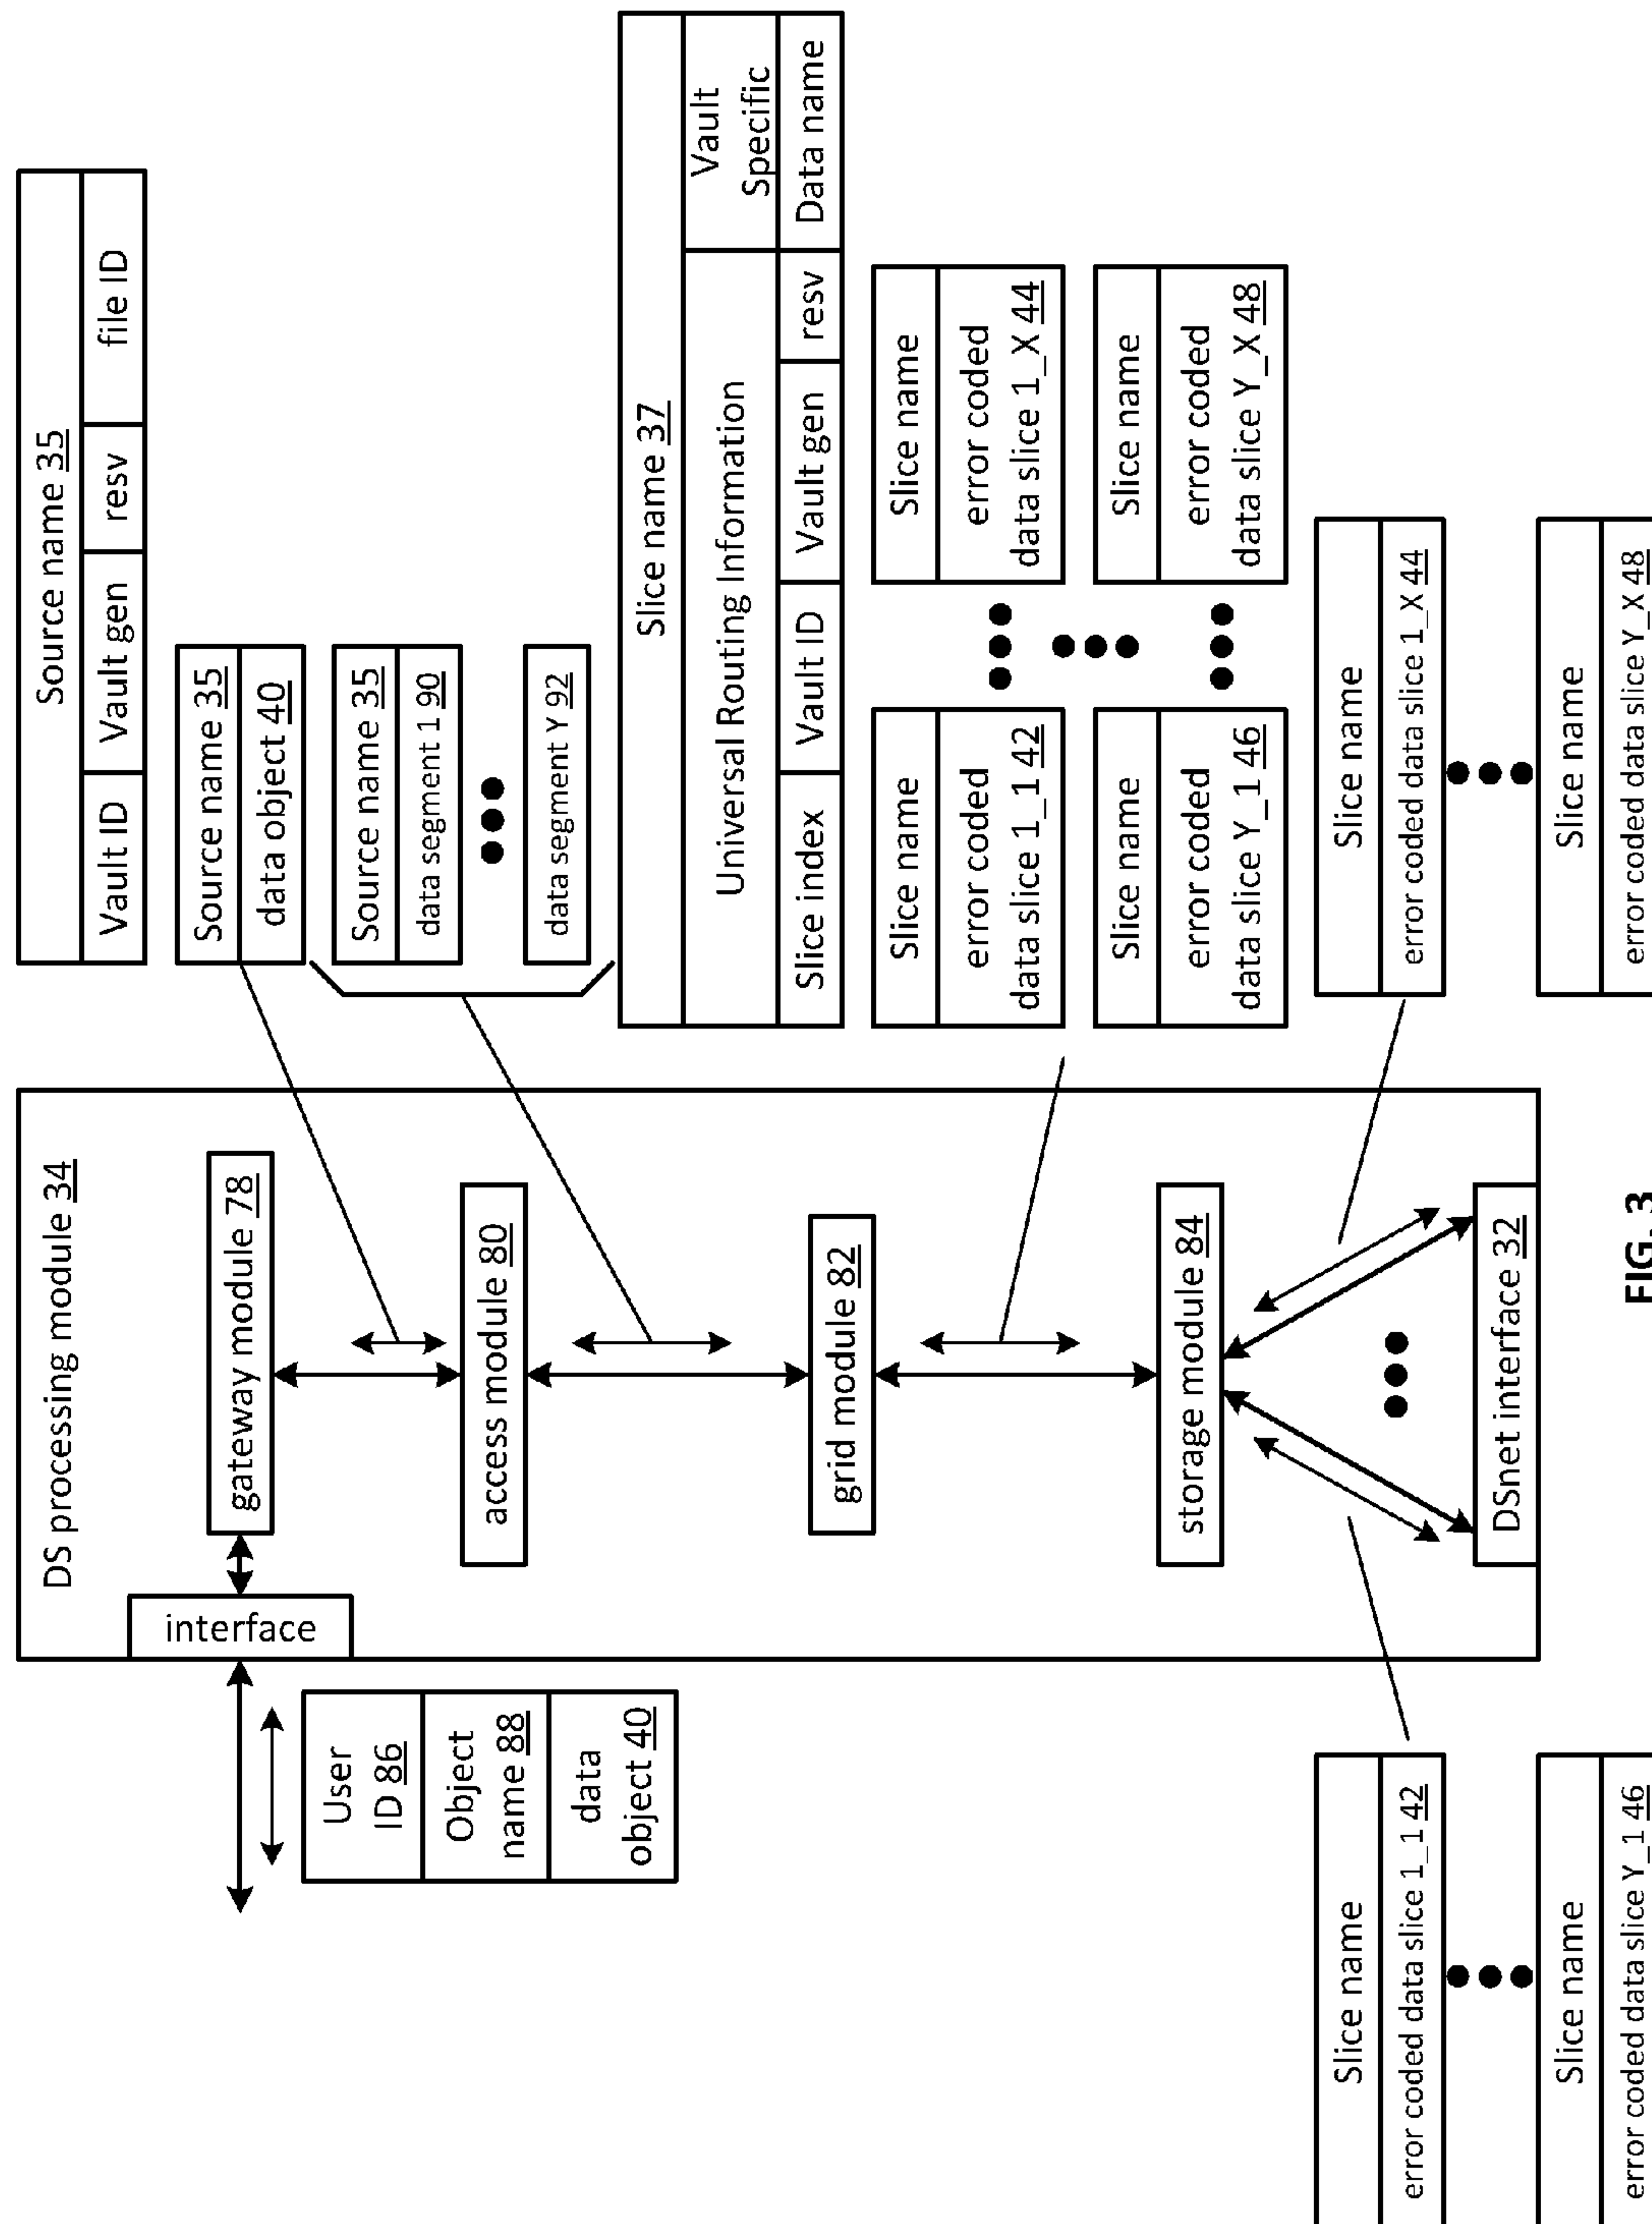 DS processing module 34
interface
gateway module 78
access module 80
grid module 82
storage module 84
DSnet interface 32
User
ID 86
Object
name 88
data
object 40
Source name 35
Vault ID
Vault gen
resv
file ID
Source name 35
data object 40
Source name 35
data segment 1 90
data segment Y 92
Slice name 37
Universal Routing Information
Vault
Specific
Slice index
Vault ID
Vault gen
resv
Data name
Slice name
error coded
data slice 1_1 42
Slice name
error coded
data slice 1_X 44
Slice name
error coded
data slice Y_1 46
Slice name
error coded
data slice Y_X 48
Slice name
error coded data slice 1_1 42
Slice name
error coded data slice Y_1 46
Slice name
error coded data slice 1_X 44
Slice name
error coded data slice Y_X 48
FIG. 3